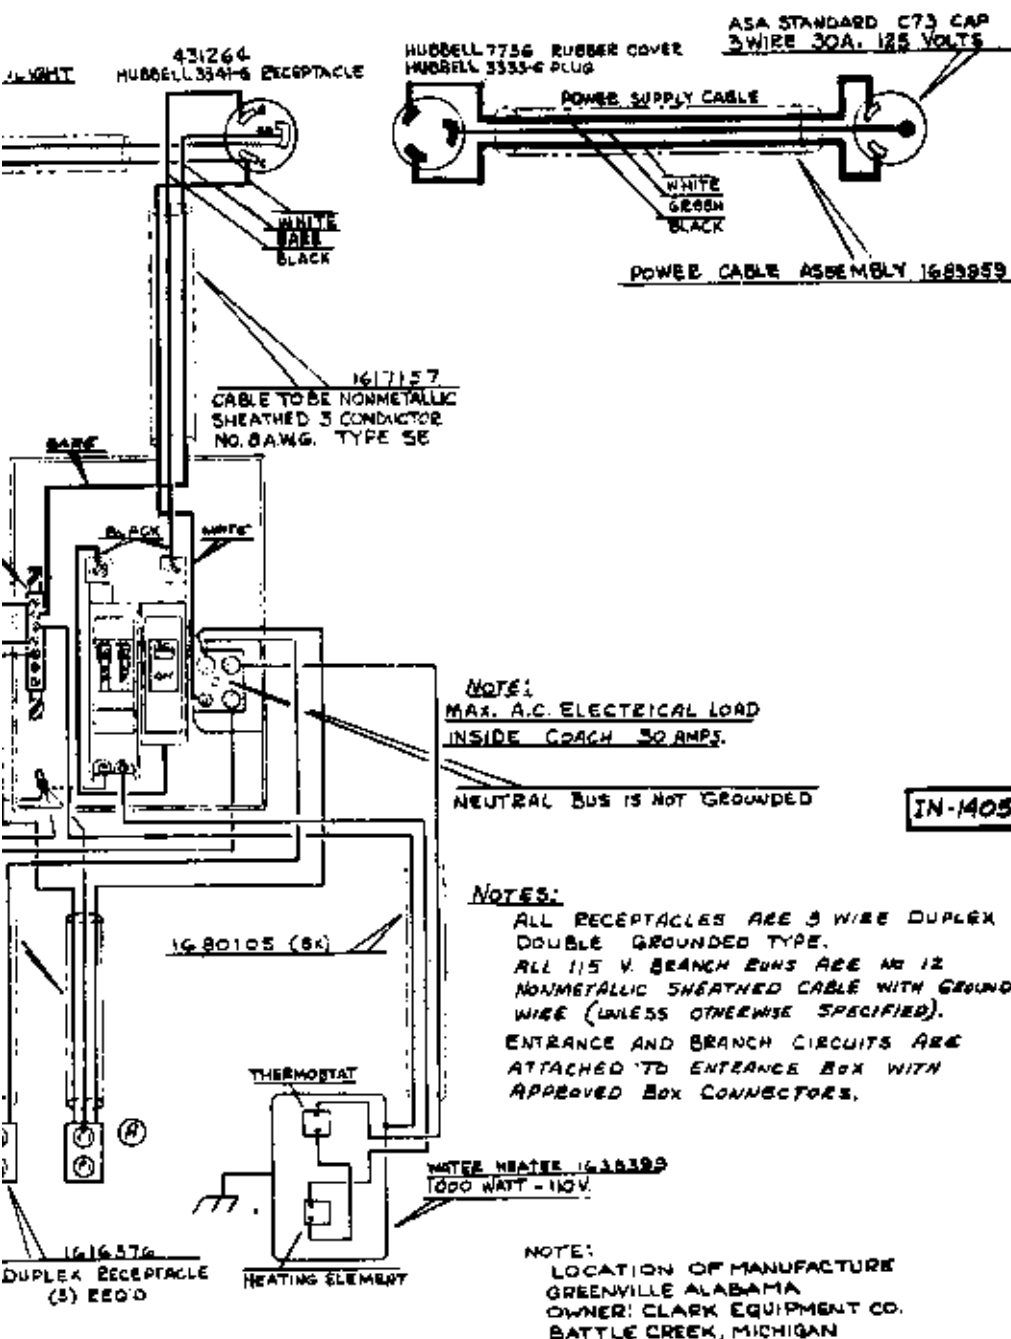 ASA STANDARD C73 CAP
3 WIRE 30A. 125 VOLTS
431264
HUBBELL 3341-G RECEPTACLE
HUBBELL 7736 RUBBER COVER
HUBBELL 3333-G PLUG
POWER SUPPLY CABLE
WHITE
GREEN
BLACK
WHITE
BARE
BLACK
POWER CABLE ASSEMBLY 1689859
1617157
CABLE TO BE NONMETALLIC
SHEATHED 3 CONDUCTOR
NO. 8 A.W.G. TYPE SE
BARE
BLACK
WHITE
OFF
NOTE:
MAX. A.C. ELECTRICAL LOAD
INSIDE COACH 30 AMPS.
NEUTRAL BUS IS NOT GROUNDED
IN-1405
NOTES:
ALL RECEPTACLES ARE 3 WIRE DUPLEX
DOUBLE GROUNDED TYPE.
ALL 115 V. BRANCH RUNS ARE NO 12
NONMETALLIC SHEATHED CABLE WITH GROUND
WIRE (UNLESS OTHERWISE SPECIFIED).
ENTRANCE AND BRANCH CIRCUITS ARE
ATTACHED TO ENTRANCE BOX WITH
APPROVED BOX CONNECTORS.
1680105 (6X)
THERMOSTAT
A
WATER HEATER 1638399
1000 WATT - 110V.
1616376
DUPLEX RECEPTACLE
(3) REQ'D
HEATING ELEMENT
NOTE:
LOCATION OF MANUFACTURE
GREENVILLE ALABAMA
OWNER: CLARK EQUIPMENT CO.
BATTLE CREEK, MICHIGAN